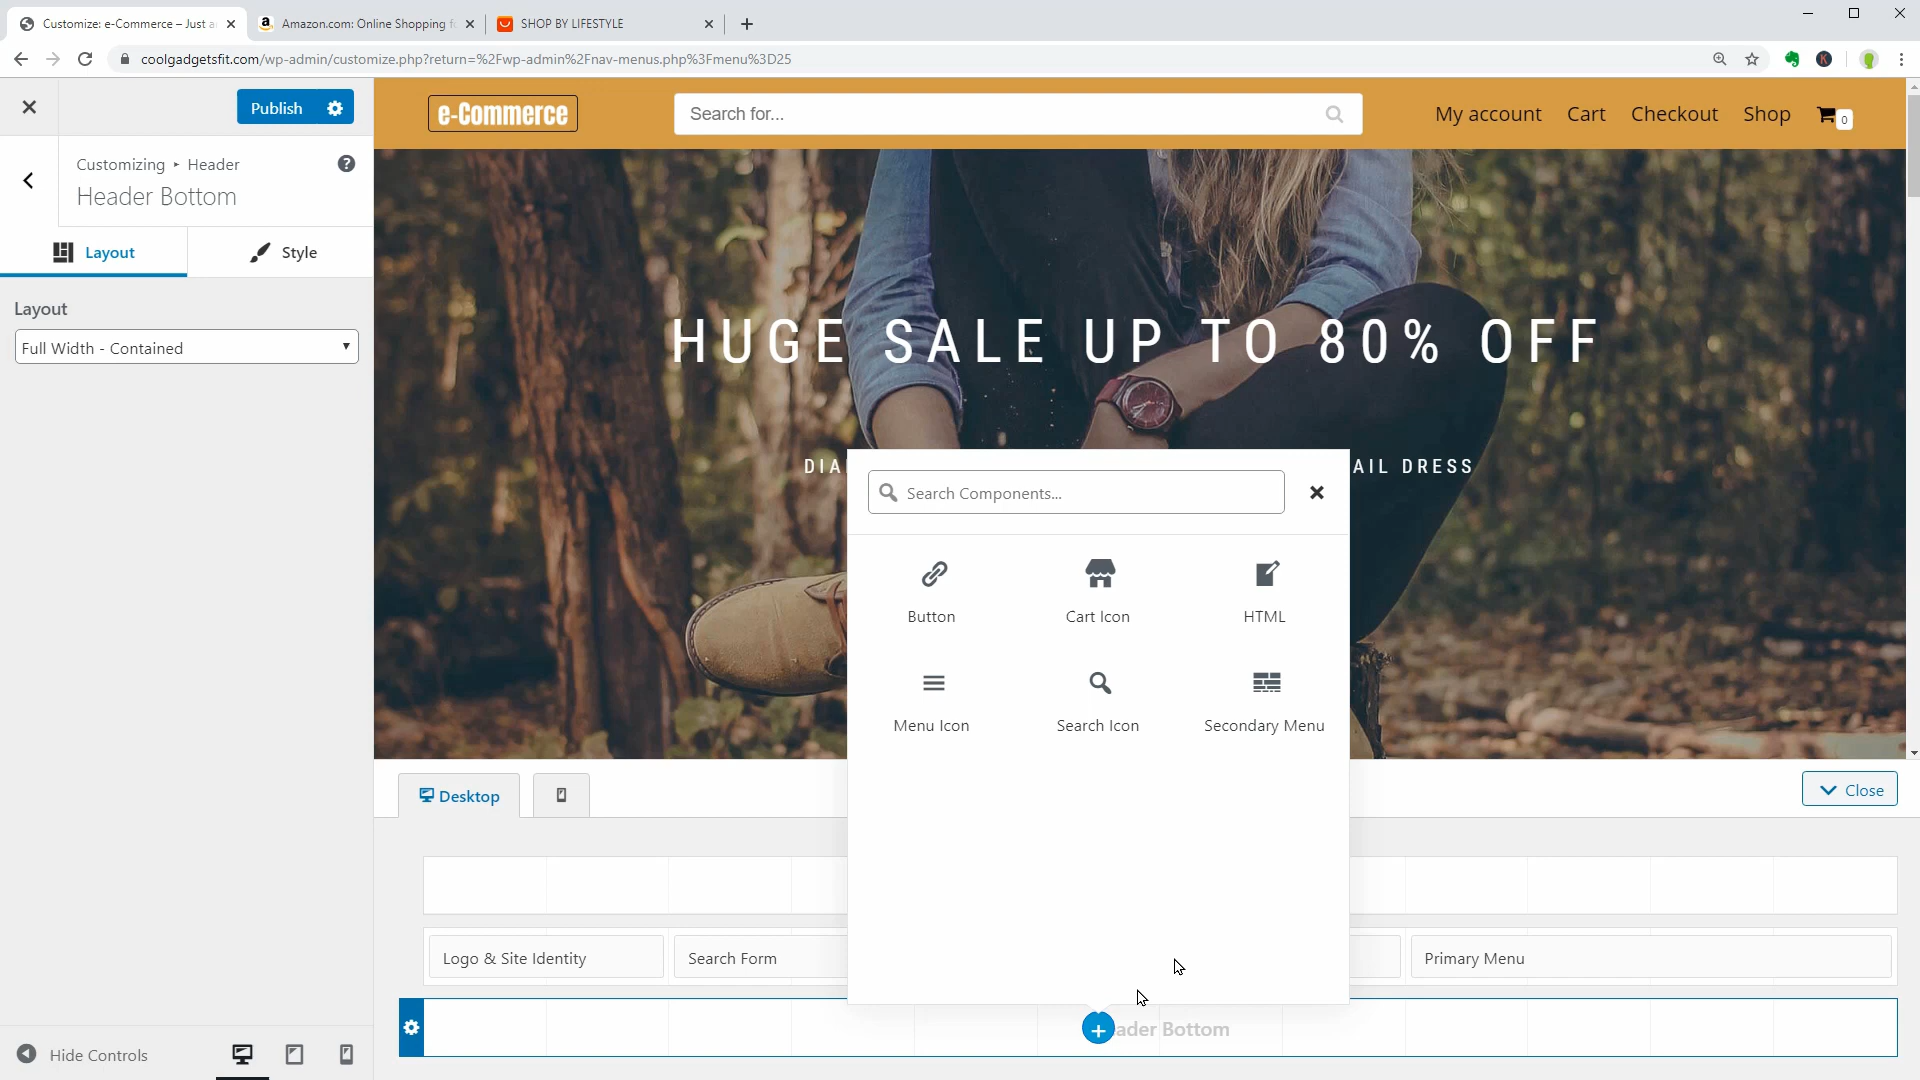 Customize: e-Commerce – Just a
Amazon.com: Online Shopping f
SHOP BY LIFESTYLE
coolgadgetsfit.com/wp-admin/customize.php?return=%2Fwp-admin%2Fnav-menus.php%3Fmenu%3D25
Publish
e-Commerce
Search for...
My account
Cart
Checkout
Shop
0
Customizing ▸ Header
Header Bottom
Layout
Style
Layout
Full Width - Contained
HUGE SALE UP TO 80% OFF
DIA
AIL DRESS
Search Components...
Button
Cart Icon
HTML
Menu Icon
Search Icon
Secondary Menu
Desktop
Close
Logo & Site Identity
Search Form
Primary Menu
ader Bottom
Hide Controls